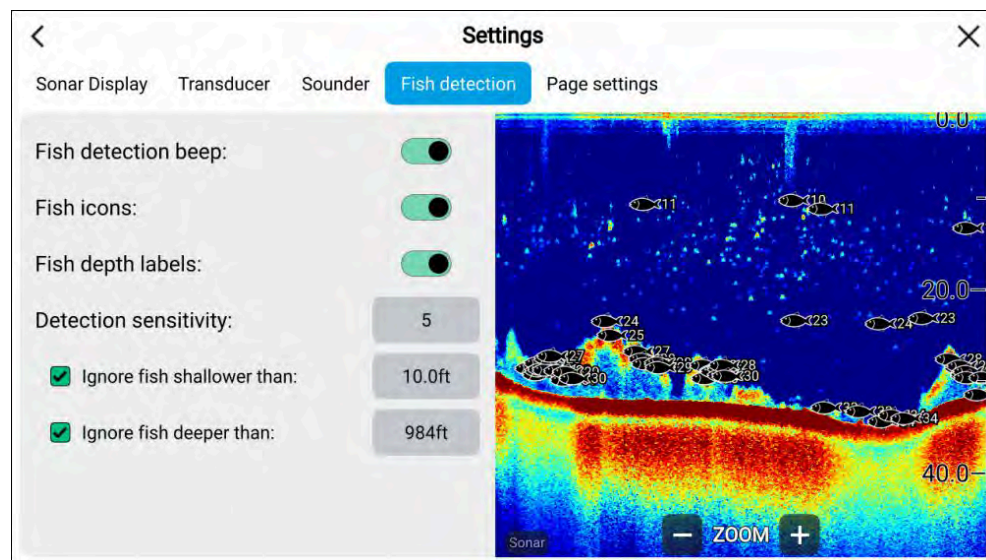 Settings
Sonar Display Transducer Sounder Fish detection Page settings
Fish detection beep:
Fish icons:
Fish depth labels:
Detection sensitivity: 5
Ignore fish shallower than: 10.0ft
Ignore fish deeper than: 984ft
0.0
11 10 11
20.0
24 23 24 23
25
27 27 28
29 28
30 30
34
40.0
ZOOM
Sonar